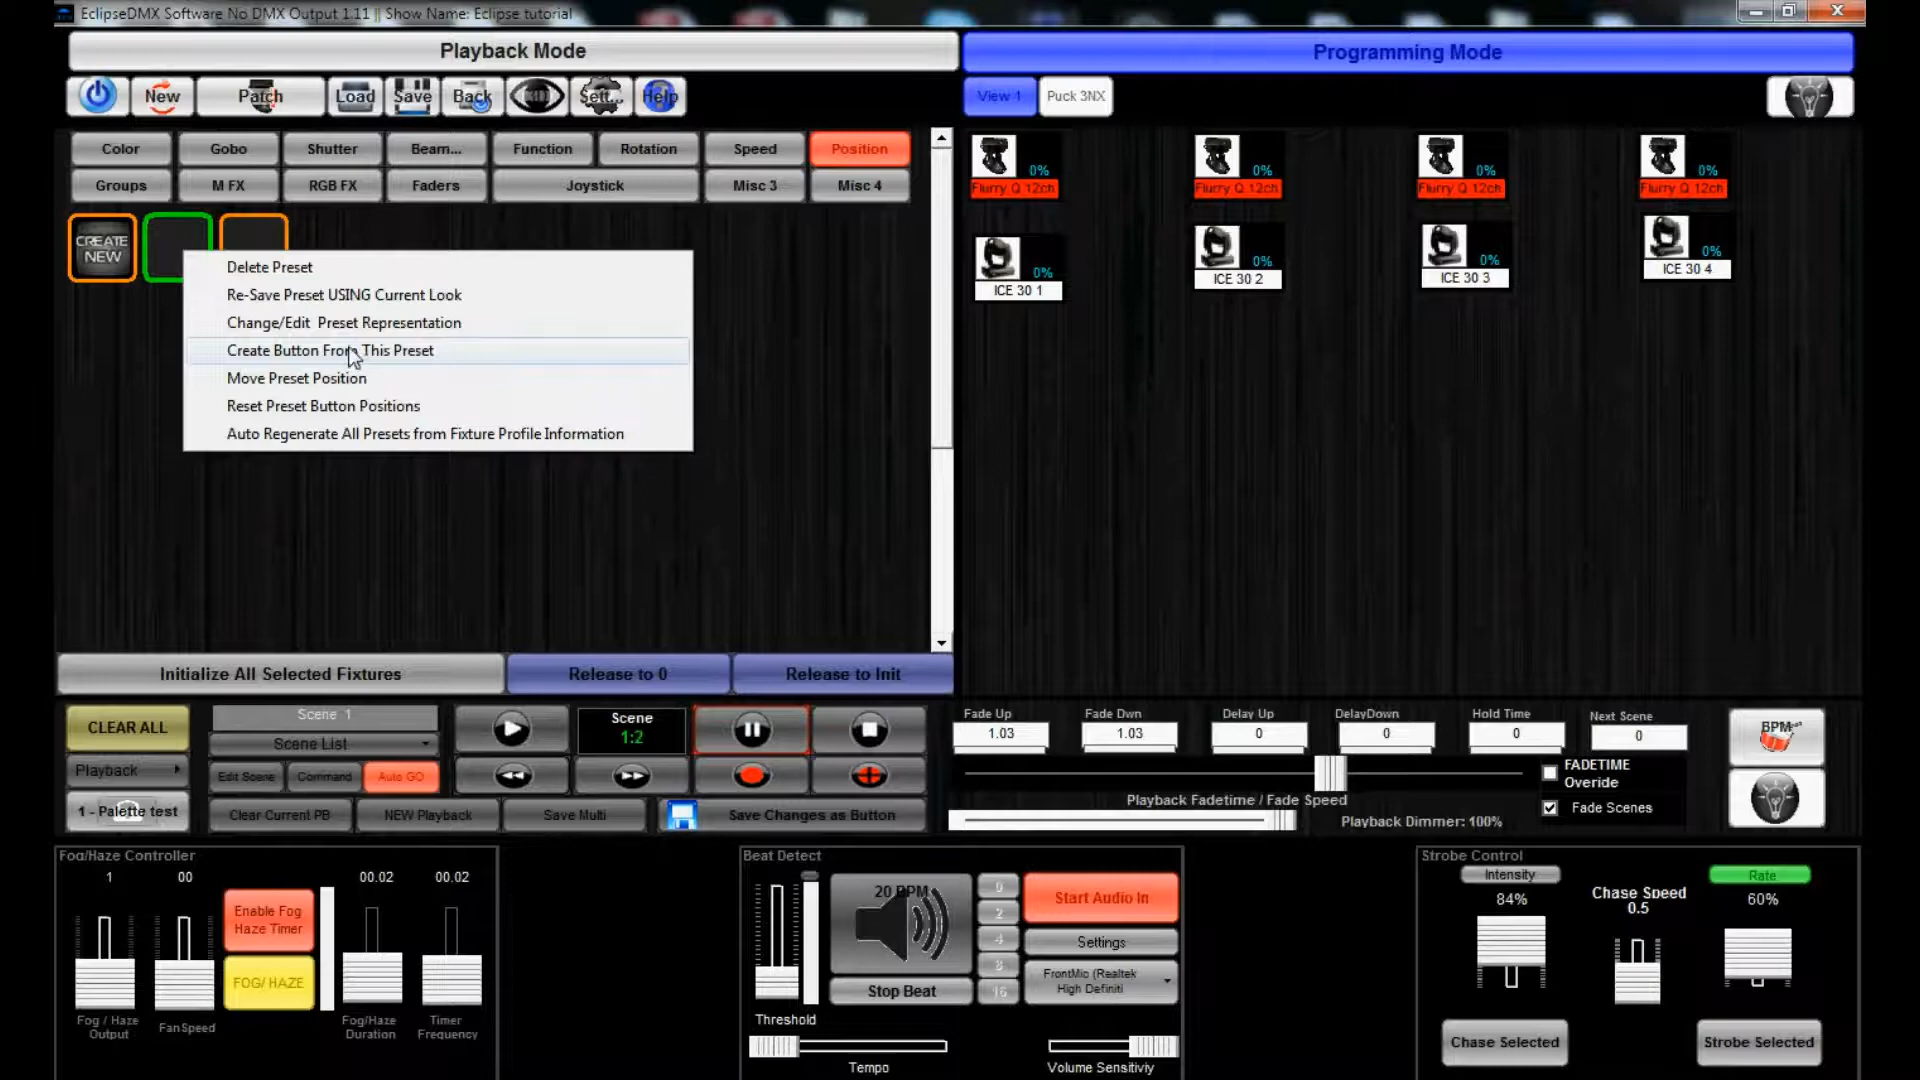 EclipseDMX Software No DMX Output 1.11 || Show Name: Eclipse tutorial
Playback Mode
Programming Mode
New
Patch
Load
Save
Back
Sett...
Help
View 1
Puck 3NX
Color
Gobo
Shutter
Beam...
Function
Rotation
Speed
Position
Groups
M FX
RGB FX
Faders
Joystick
Misc 3
Misc 4
CREATE
NEW
Delete Preset
Re-Save Preset USING Current Look
Change/Edit Preset Representation
Create Button From This Preset
Move Preset Position
Reset Preset Button Positions
Auto Regenerate All Presets from Fixture Profile Information
0%
Flurry Q 12ch
0%
Flurry Q 12ch
0%
Flurry Q 12ch
0%
Flurry Q 12ch
0%
ICE 30 1
0%
ICE 30 2
0%
ICE 30 3
0%
ICE 30 4
Initialize All Selected Fixtures
Release to 0
Release to Init
CLEAR ALL
Scene 1
Scene List
Scene
1:2
Playback
Edit Scene
Command
Auto GO
1 - Palette test
Clear Current PB
NEW Playback
Save Multi
Save Changes as Button
Fade Up
1.03
Fade Dwn
1.03
Delay Up
0
DelayDown
0
Hold Time
0
Next Scene
0
BPM
FADETIME
Overide
Playback Fadetime / Fade Speed
Fade Scenes
Playback Dimmer: 100%
Fog/Haze Controller
1
00
00.02
00.02
Enable Fog
Haze Timer
FOG/ HAZE
Fog / Haze
Output
FanSpeed
Fog/Haze
Duration
Timer
Frequency
Beat Detect
20 BPM
0
2
4
8
16
Start Audio In
Settings
FrontMic (Realtek
High Definiti
Stop Beat
Threshold
Tempo
Volume Sensitiviy
Strobe Control
Intensity
84%
Chase Speed
0.5
Rate
60%
Chase Selected
Strobe Selected